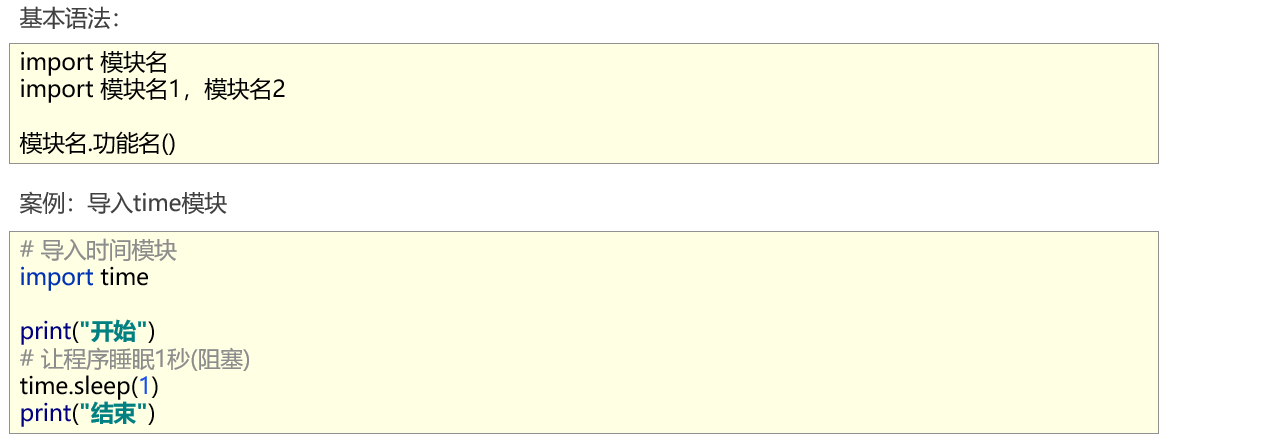 基本语法：
import 模块名
import 模块名1，模块名2
模块名.功能名()
案例：导入time模块
# 导入时间模块
import time
print("开始")
# 让程序睡眠1秒(阻塞)
time.sleep(1)
print("结束")